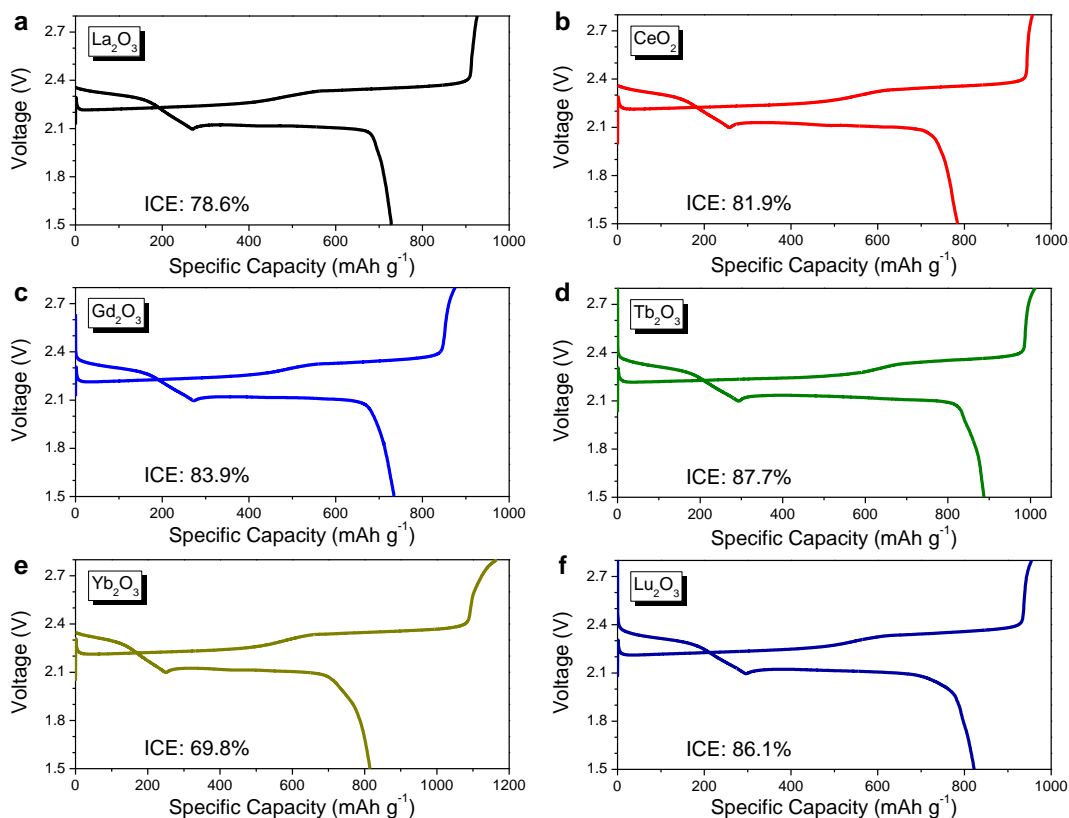 a
La₂O₃
2.7
2.4
2.1
1.8
1.5
Voltage (V)
ICE: 78.6%
0 200 400 600 800 1000
Specific Capacity (mAh g⁻¹)
b
CeO₂
2.7
2.4
2.1
1.8
1.5
Voltage (V)
ICE: 81.9%
0 200 400 600 800 1000
Specific Capacity (mAh g⁻¹)
c
Gd₂O₃
2.7
2.4
2.1
1.8
1.5
Voltage (V)
ICE: 83.9%
0 200 400 600 800 1000
Specific Capacity (mAh g⁻¹)
d
Tb₂O₃
2.7
2.4
2.1
1.8
1.5
Voltage (V)
ICE: 87.7%
0 200 400 600 800 1000
Specific Capacity (mAh g⁻¹)
e
Yb₂O₃
2.7
2.4
2.1
1.8
1.5
Voltage (V)
ICE: 69.8%
0 200 400 600 800 1000 1200
Specific Capacity (mAh g⁻¹)
f
Lu₂O₃
2.7
2.4
2.1
1.8
1.5
Voltage (V)
ICE: 86.1%
0 200 400 600 800 1000
Specific Capacity (mAh g⁻¹)